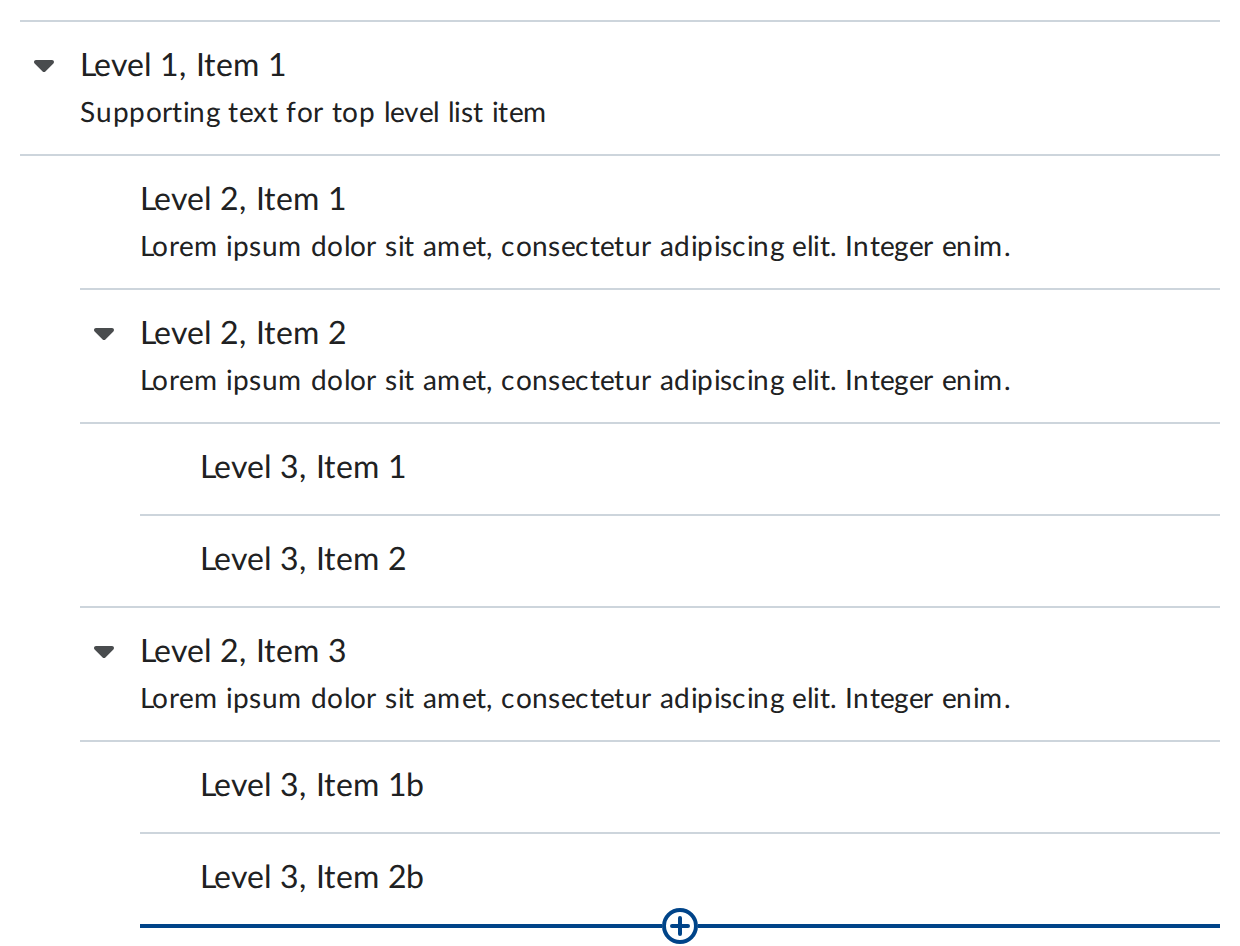 Level 1, Item 1
Supporting text for top level list item
Level 2, Item 1
Lorem ipsum dolor sit amet, consectetur adipiscing elit. Integer enim.
Level 2, Item 2
Lorem ipsum dolor sit amet, consectetur adipiscing elit. Integer enim.
Level 3, Item 1
Level 3, Item 2
Level 2, Item 3
Lorem ipsum dolor sit amet, consectetur adipiscing elit. Integer enim.
Level 3, Item 1b
Level 3, Item 2b